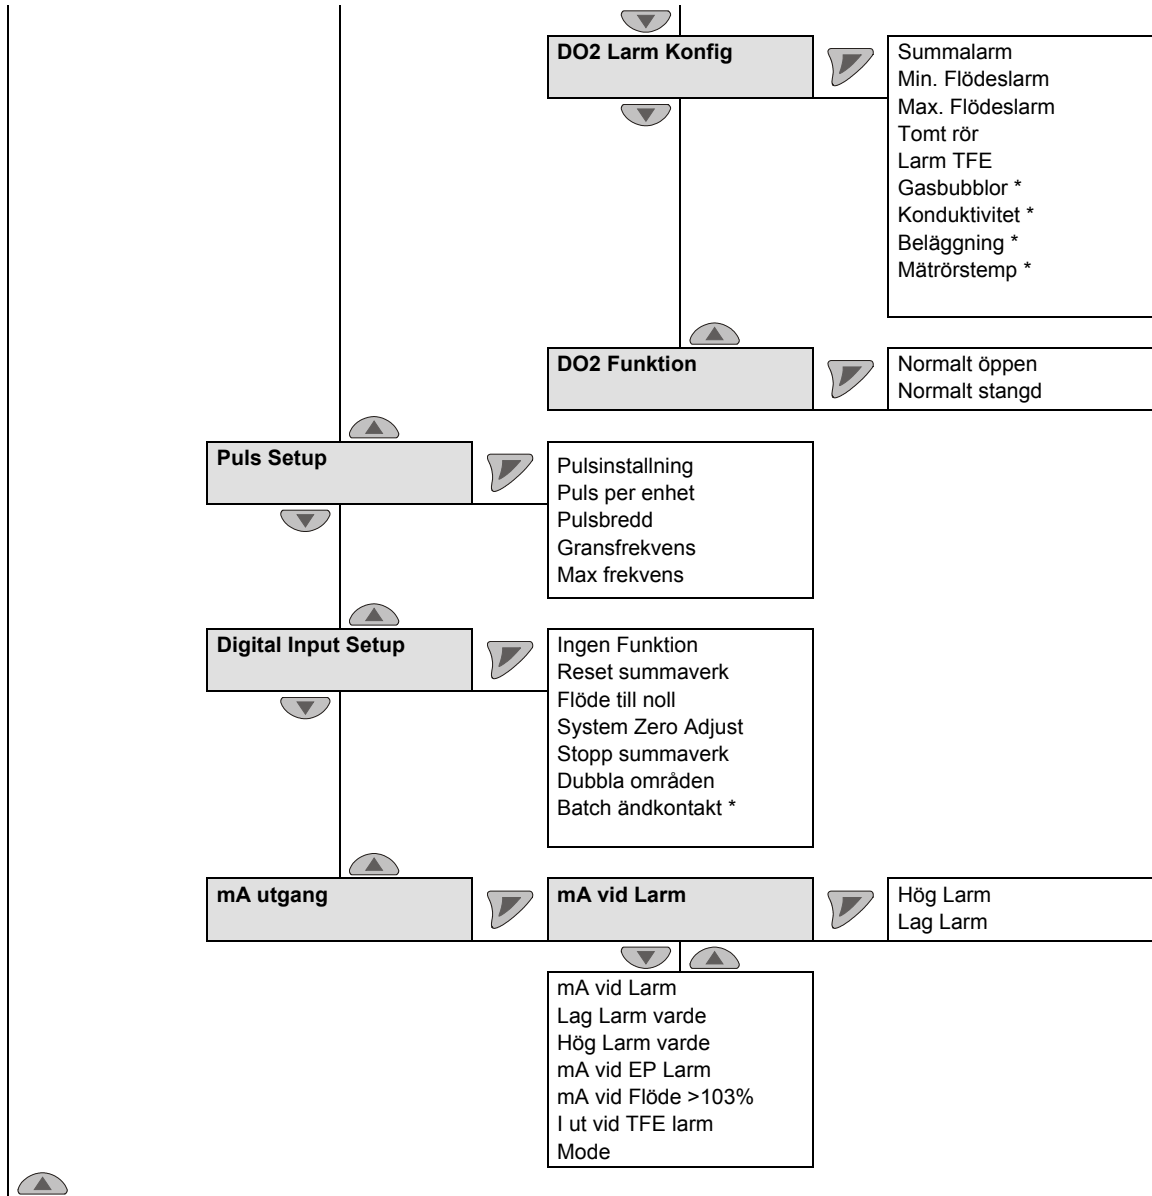 DO2 Larm Konfig
Summalarm
Min. Flödeslarm
Max. Flödeslarm
Tomt rör
Larm TFE
Gasbubblor *
Konduktivitet *
Beläggning *
Mätrörstemp *
DO2 Funktion
Normalt öppen
Normalt stangd
Puls Setup
Pulsinstallning
Puls per enhet
Pulsbredd
Gransfrekvens
Max frekvens
Digital Input Setup
Ingen Funktion
Reset summaverk
Flöde till noll
System Zero Adjust
Stopp summaverk
Dubbla områden
Batch ändkontakt *
mA utgang
mA vid Larm
Hög Larm
Lag Larm
mA vid Larm
Lag Larm varde
Hög Larm varde
mA vid EP Larm
mA vid Flöde >103%
I ut vid TFE larm
Mode